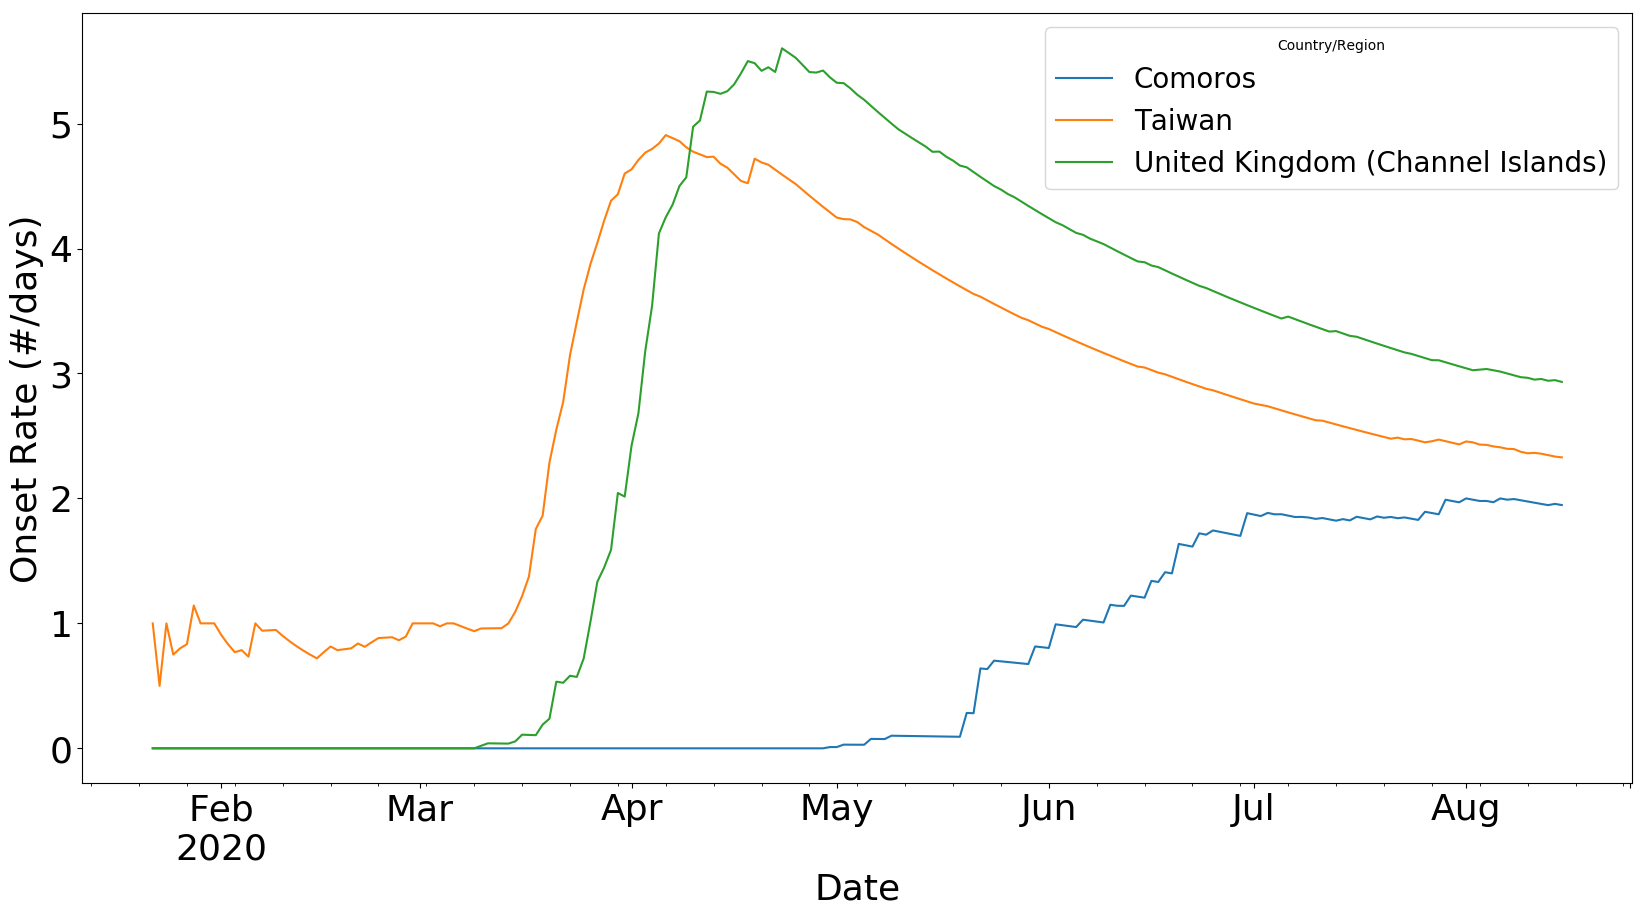 Country/Region
Comoros
Taiwan
United Kingdom (Channel Islands)
Onset Rate (#/days)
5
4
3
2
1
0
Feb Mar Apr May Jun Jul Aug
2020
Date